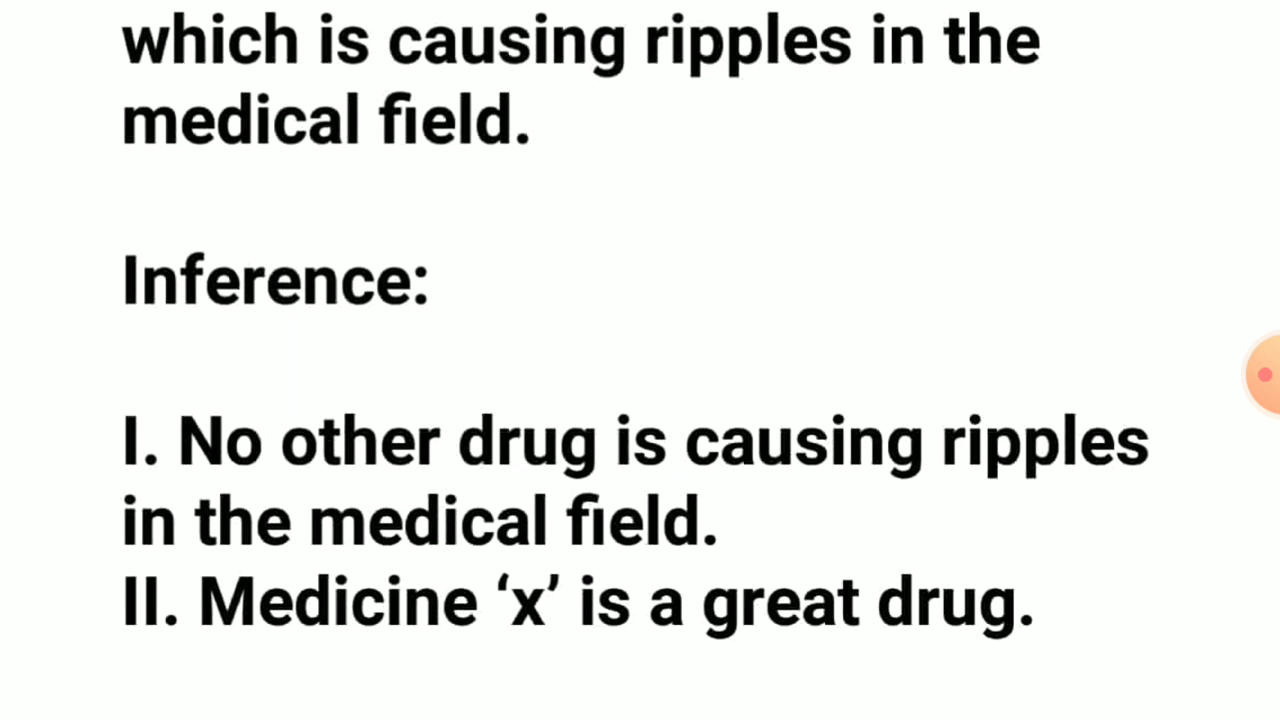 which is causing ripples in the
medical field.
Inference:
I. No other drug is causing ripples
in the medical field.
II. Medicine ‘x’ is a great drug.